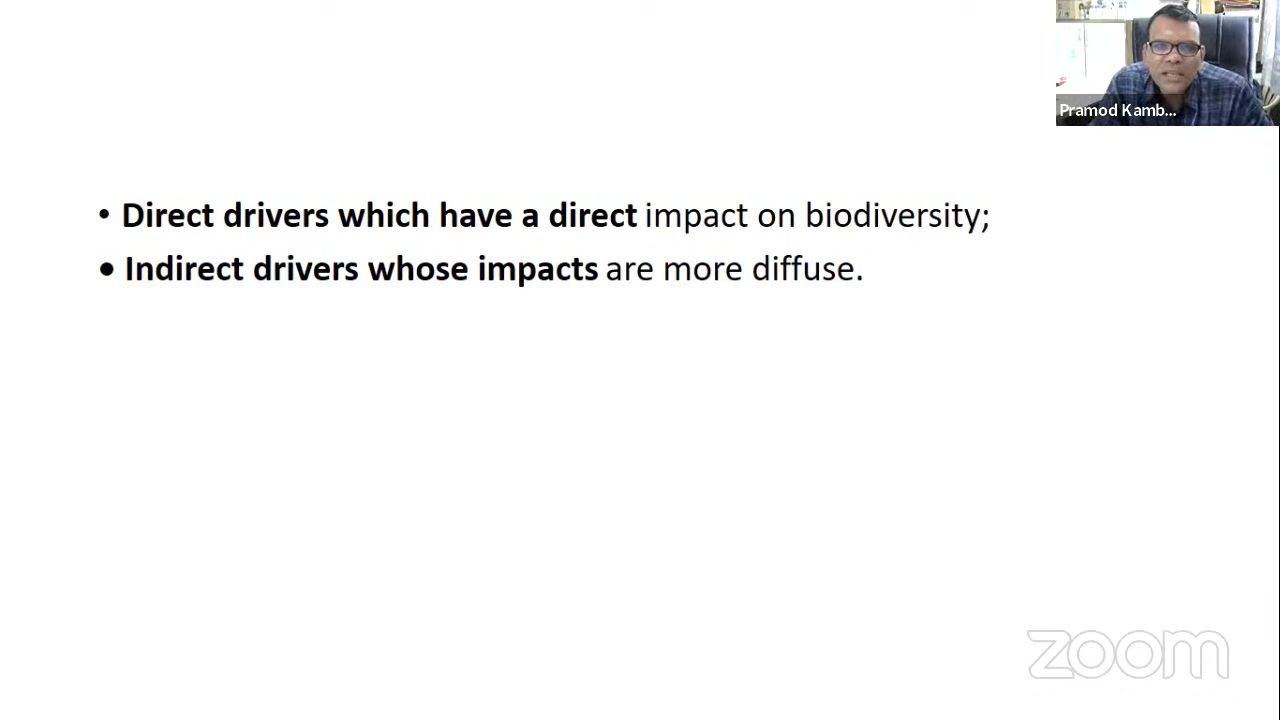 Pramod Kamb...
• Direct drivers which have a direct impact on biodiversity;
● Indirect drivers whose impacts are more diffuse.
zoom